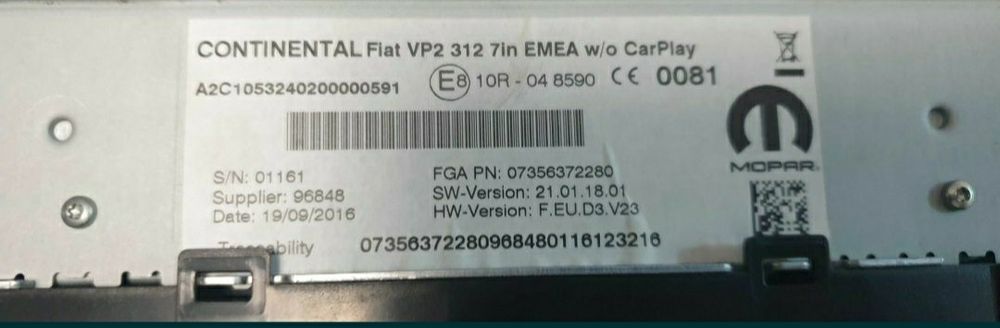 CONTINENTAL Fiat VP2 312 7in EMEA w/o CarPlay
A2C1053240200000591 E8 10R - 04 8590 CE 0081
MOPAR
S/N: 01161 FGA PN: 07356372280
Supplier: 96848 SW-Version: 21.01.18.01
Date: 19/09/2016 HW-Version: F.EU.D3.V23
Traceability 07356372280968480116123216